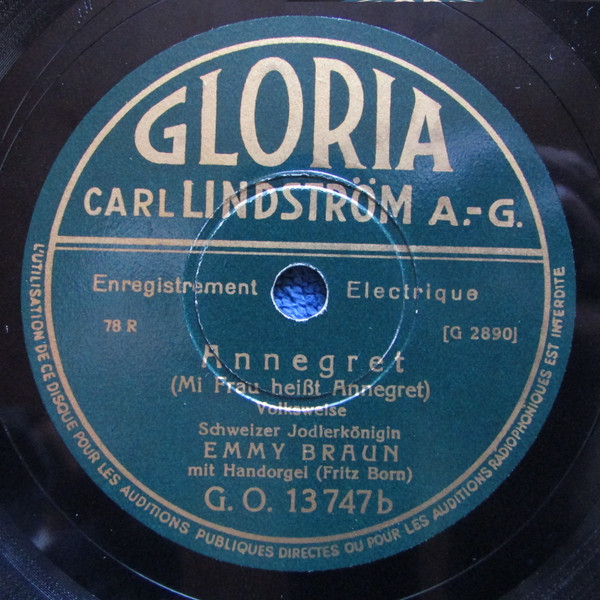 GLORIA
CARL LINDSTRÖM A.-G.
Enregistrement Electrique
78 R [G 2890]
Annegret
(Mi Frau heißt Annegret)
Volksweise
Schweizer Jodlerkönigin
EMMY BRAUN
mit Handorgel (Fritz Born)
G. O. 13747b
L'UTILISATION DE CE DISQUE POUR LES AUDITIONS PUBLIQUES DIRECTES OU POUR LES AUDITIONS RADIOPHONIQUES EST INTERDITE